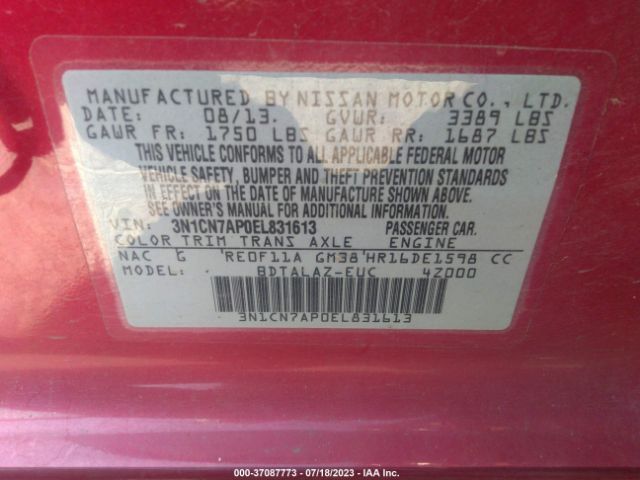 MANUFACTURED BY NISSAN MOTOR CO., LTD.
DATE: 08/13. GVWR: 3389 LBS
GAWR FR: 1750 LBS GAWR RR: 1687 LBS
THIS VEHICLE CONFORMS TO ALL APPLICABLE FEDERAL MOTOR
VEHICLE SAFETY, BUMPER AND THEFT PREVENTION STANDARDS
IN EFFECT ON THE DATE OF MANUFACTURE SHOWN ABOVE.
SEE OWNER'S MANUAL FOR ADDITIONAL INFORMATION.
VIN: 3N1CN7AP0EL831613 PASSENGER CAR.
COLOR TRIM TRANS AXLE ENGINE
NAC G 'RE0F11A GM38'HR16DE1598 CC
MODEL: BDTALAZ-EUC 4Z000
3N1CN7AP0EL831613
000-37087773 - 07/18/2023 - IAA Inc.